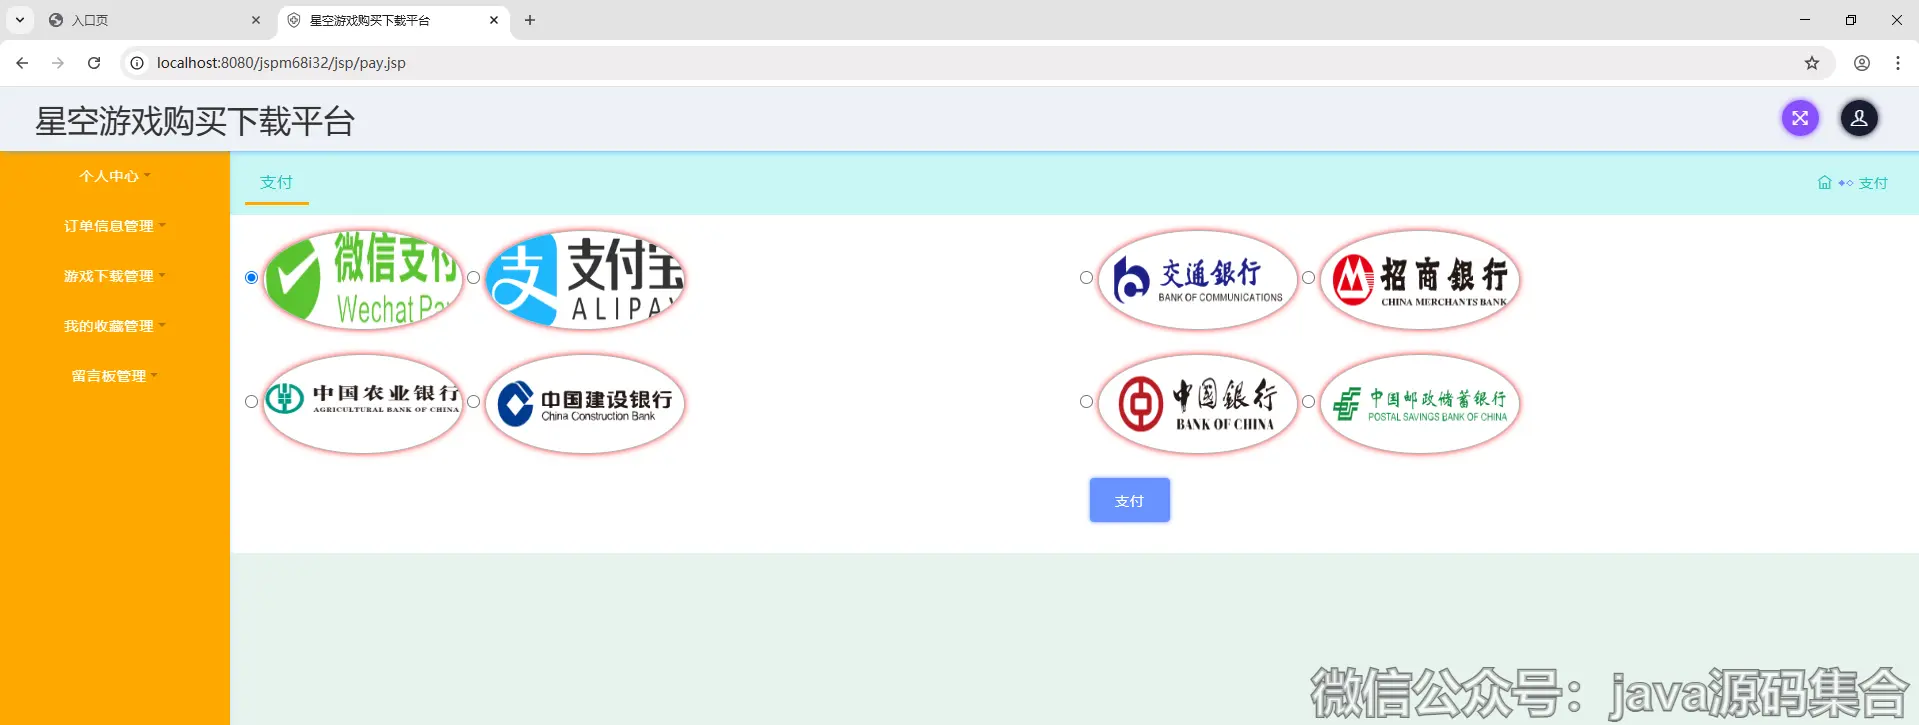 入口页
星空游戏购买下载平台
localhost:8080/jspm68i32/jsp/pay.jsp
星空游戏购买下载平台
个人中心
订单信息管理
游戏下载管理
我的收藏管理
留言板管理
支付
支付
微信支付
Wechat Pay
支付宝
ALIPAY
交通銀行
BANK OF COMMUNICATIONS
招商銀行
CHINA MERCHANTS BANK
中国农业银行
AGRICULTURAL BANK OF CHINA
中国建设银行
China Construction Bank
中國銀行
BANK OF CHINA
中国邮政储蓄银行
POSTAL SAVINGS BANK OF CHINA
支付
微信公众号：java源码集合